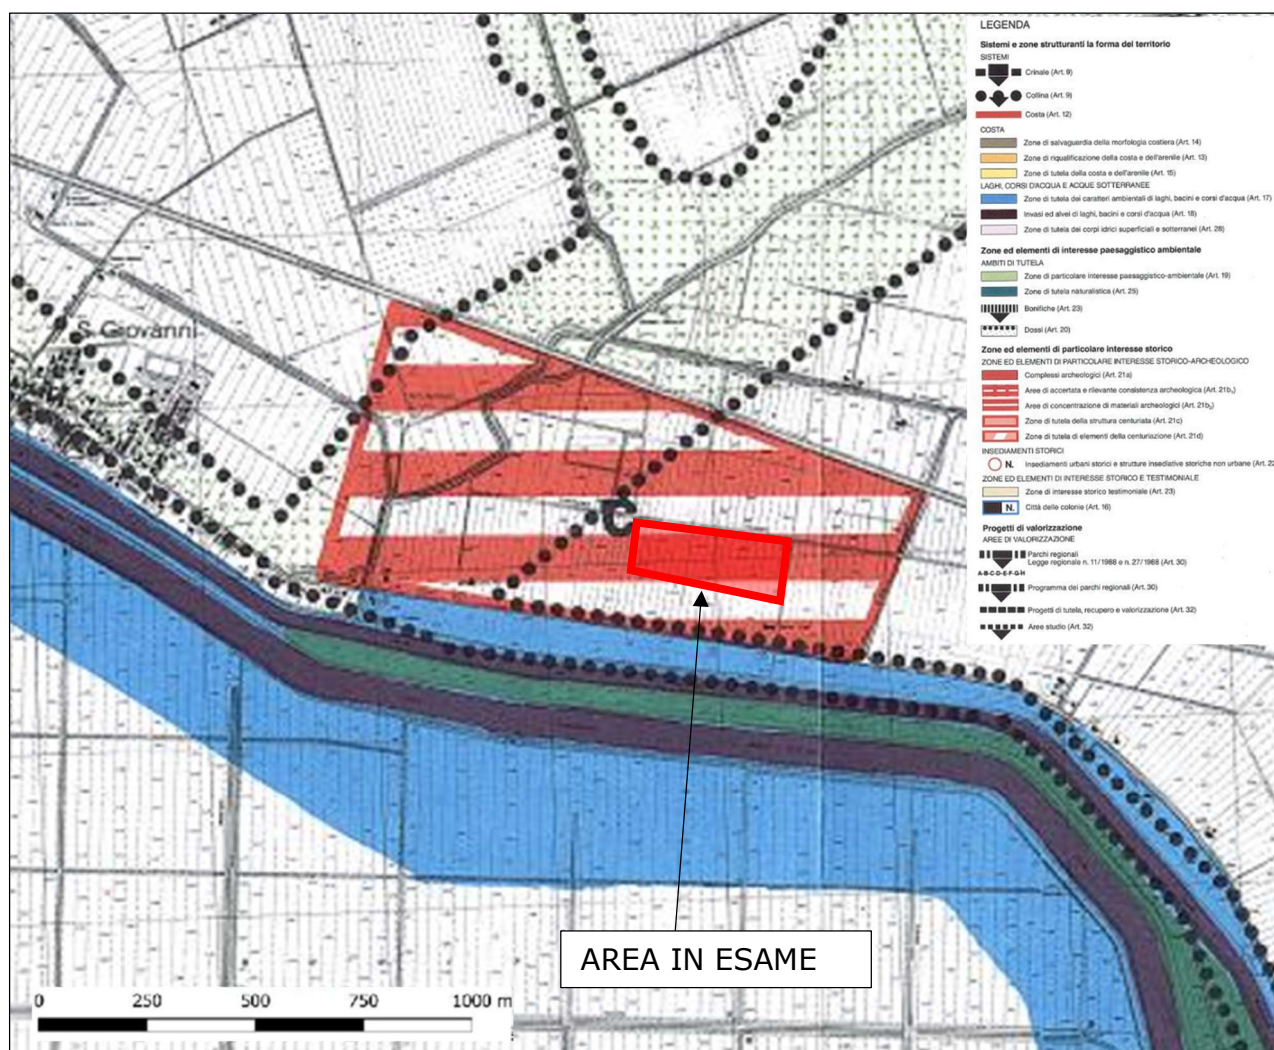 LEGENDA
Sistemi e zone strutturanti la forma del territorio
SISTEMI
Crinale (Art. 9)
Collina (Art. 9)
Costa (Art. 12)
COSTA
Zone di salvaguardia della morfologia costiera (Art. 14)
Zone di riqualificazione della costa e dell'arenile (Art. 13)
Zone di tutela della costa e dell'arenile (Art. 15)
LAGHI, CORSI D'ACQUA E ACQUE SOTTERRANEE
Zone di tutela dei caratteri ambientali di laghi, bacini e corsi d'acqua (Art. 17)
Invasi ed alvei di laghi, bacini e corsi d'acqua (Art. 18)
Zone di tutela dei corpi idrici superficiali e sotterranei (Art. 28)
Zone ed elementi di interesse paesaggistico ambientale
AMBITI DI TUTELA
Zone di particolare interesse paesaggistico-ambientale (Art. 19)
Zone di tutela naturalistica (Art. 25)
Bonifiche (Art. 23)
Dossi (Art. 20)
Zone ed elementi di particolare interesse storico
ZONE ED ELEMENTI DI PARTICOLARE INTERESSE STORICO-ARCHEOLOGICO
Complessi archeologici (Art. 21a)
Aree di accertata e rilevante consistenza archeologica (Art. 21b₁)
Aree di concentrazione di materiali archeologici (Art. 21b₂)
Zone di tutela della struttura centuriata (Art. 21c)
Zone di tutela di elementi della centuriazione (Art. 21d)
INSEDIAMENTI STORICI
N. Insediamenti urbani storici e strutture insediative storiche non urbane (Art. 22
ZONE ED ELEMENTI DI INTERESSE STORICO E TESTIMONIALE
Zone di interesse storico testimoniale (Art. 23)
N. Città delle colonie (Art. 16)
Progetti di valorizzazione
AREE DI VALORIZZAZIONE
Parchi regionali
Legge regionale n. 11/1988 e n. 27/1988 (Art. 30)
A-B-C-D-E-F-G-H
Programma dei parchi regionali (Art. 30)
Progetti di tutela, recupero e valorizzazione (Art. 32)
Aree studio (Art. 32)
S. Giovanni
C
AREA IN ESAME
0 250 500 750 1000 m